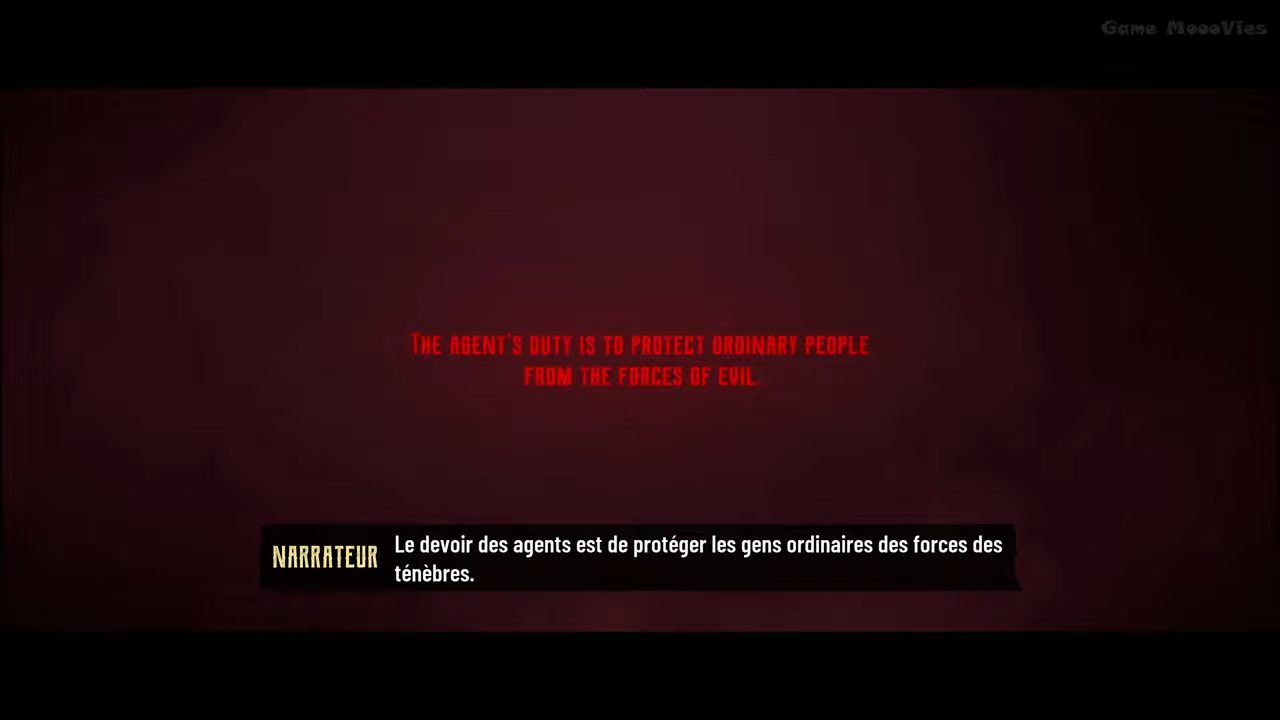 Game MoooVies
THE AGENT'S DUTY IS TO PROTECT ORDINARY PEOPLE
FROM THE FORCES OF EVIL.
NARRATEUR
Le devoir des agents est de protéger les gens ordinaires des forces des
ténèbres.